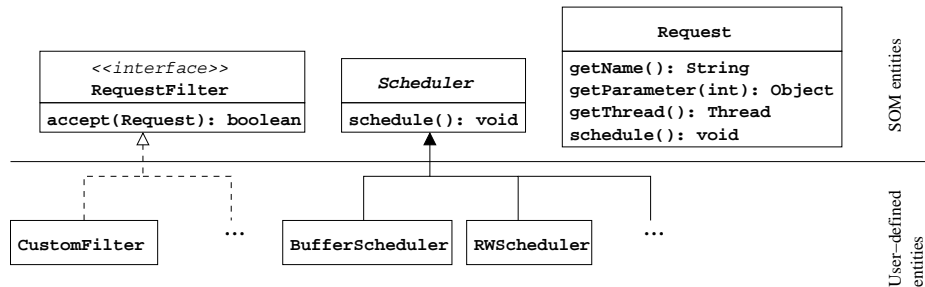 <<interface>>
RequestFilter
accept(Request): boolean
Scheduler
schedule(): void
Request
getName(): String
getParameter(int): Object
getThread(): Thread
schedule(): void
SOM entities
CustomFilter
...
BufferScheduler
RWScheduler
...
User–defined
entities